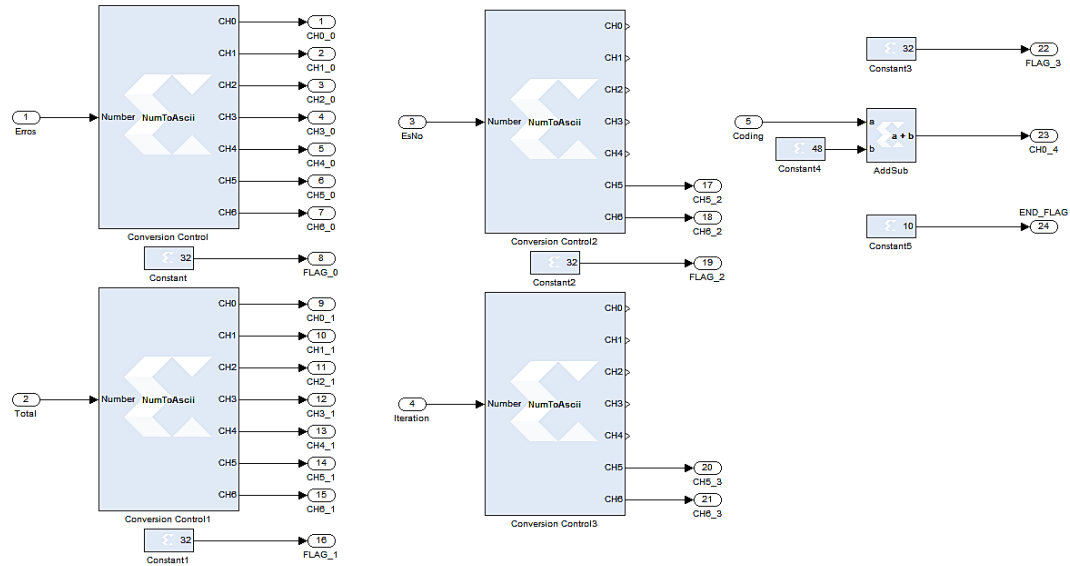 CH0
1
CH0_0
CH1
2
CH1_0
CH2
3
CH2_0
1
Erros
Number
NumToAscii
CH3
4
CH3_0
CH4
5
CH4_0
CH5
6
CH5_0
CH6
7
CH6_0
Conversion Control
32
Constant
8
FLAG_0
CH0
9
CH0_1
CH1
10
CH1_1
CH2
11
CH2_1
2
Total
Number
NumToAscii
CH3
12
CH3_1
CH4
13
CH4_1
CH5
14
CH5_1
CH6
15
CH6_1
Conversion Control1
32
Constant1
16
FLAG_1
CH0
CH1
CH2
3
EsNo
Number
NumToAscii
CH3
CH4
CH5
17
CH5_2
CH6
18
CH6_2
Conversion Control2
32
Constant2
19
FLAG_2
CH0
CH1
CH2
4
Iteration
Number
NumToAscii
CH3
CH4
CH5
20
CH5_3
CH6
21
CH6_3
Conversion Control3
32
Constant3
22
FLAG_3
5
Coding
48
Constant4
a
b
a + b
AddSub
23
CH0_4
10
Constant5
END_FLAG
24